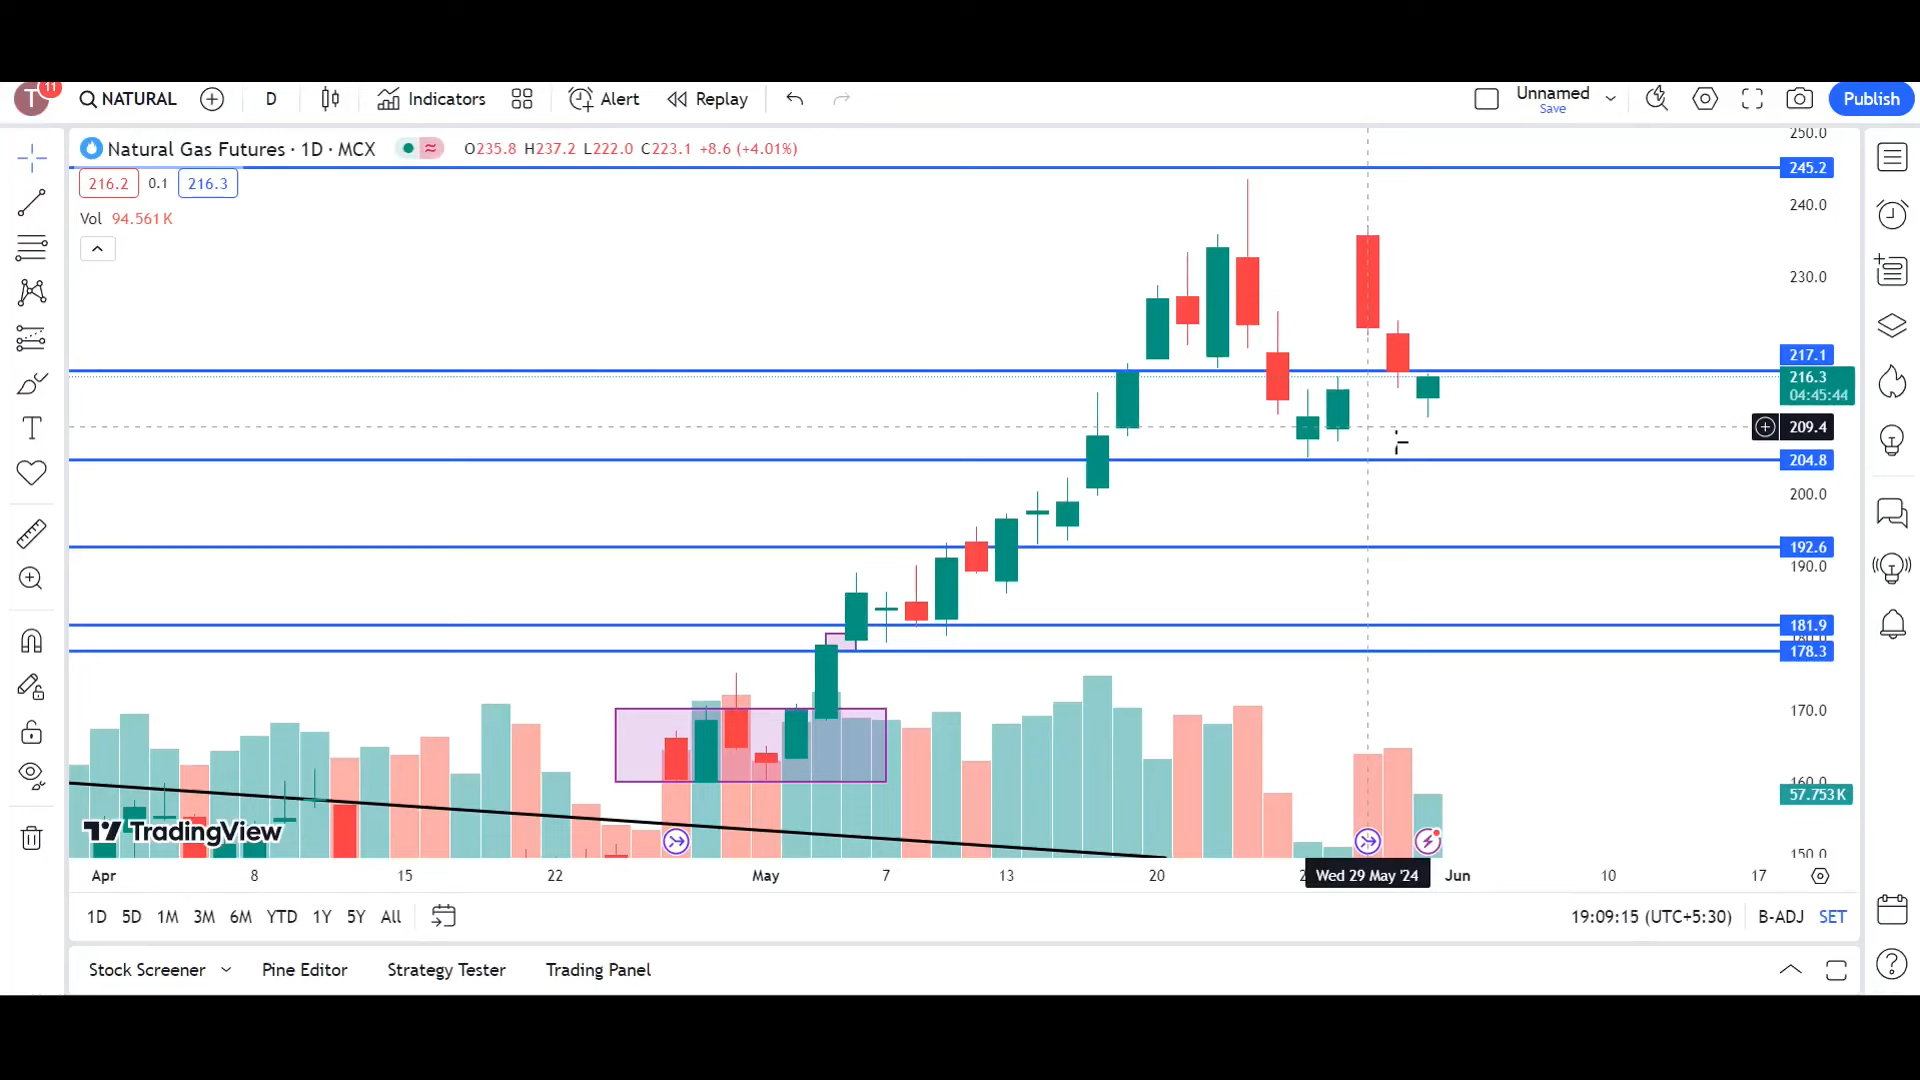 T 11 NATURAL D Indicators Alert Replay Unnamed Save Publish
Natural Gas Futures · 1D · MCX O235.8 H237.2 L222.0 C223.1 +8.6 (+4.01%)
216.2 0.1 216.3
Vol 94.561K
250.0
245.2
240.0
230.0
217.1
216.3
04:45:44
209.4
204.8
200.0
192.6
190.0
181.9
178.3
170.0
160.0
57.753K
150.0
TradingView
Apr 8 15 22 May 7 13 20 Wed 29 May '24 Jun 10 17
1D 5D 1M 3M 6M YTD 1Y 5Y All 19:09:15 (UTC+5:30) B-ADJ SET
Stock Screener Pine Editor Strategy Tester Trading Panel